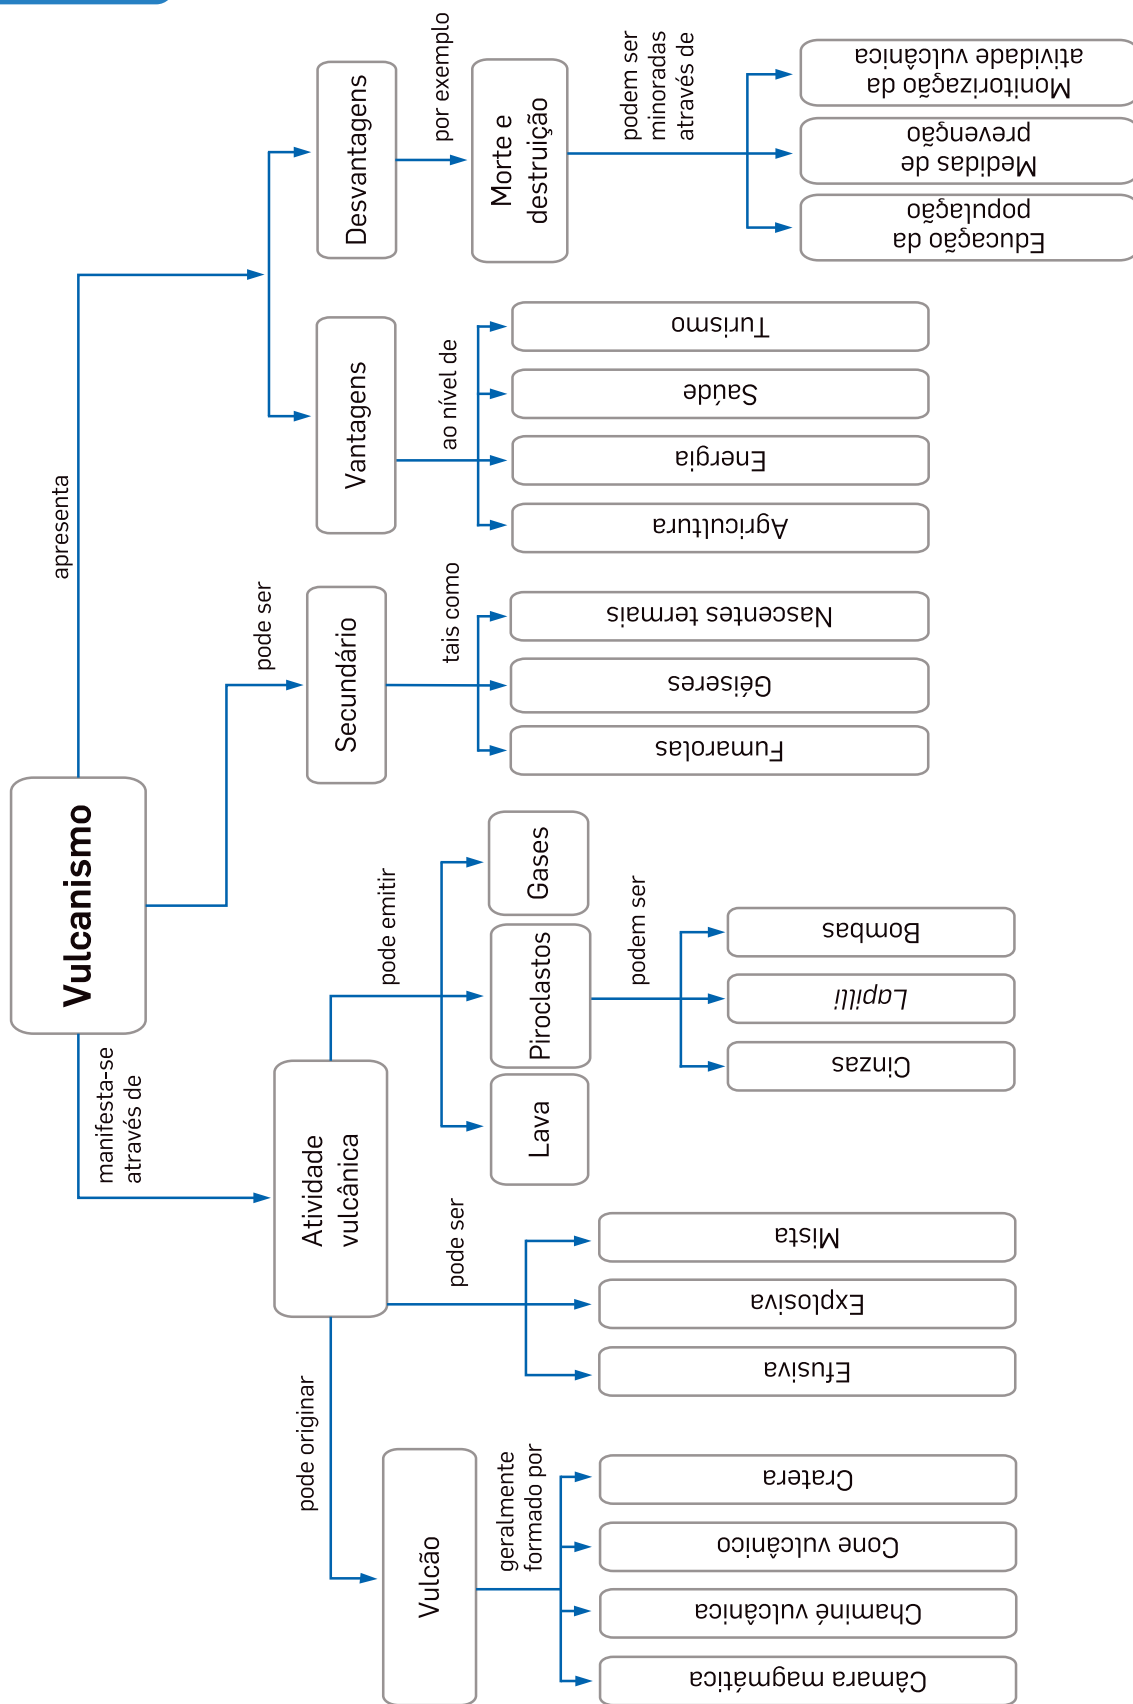 Vulcanismo
manifesta-se
através de
Atividade
vulcânica
pode originar
Vulcão
geralmente
formado por
Câmara magmática
Chaminé vulcânica
Cone vulcânico
Cratera
pode ser
Efusiva
Explosiva
Mista
pode emitir
Lava
Piroclastos
Gases
podem ser
Cinzas
Lapilli
Bombas
pode ser
Secundário
tais como
Fumarolas
Géiseres
Nascentes termais
apresenta
Vantagens
ao nível de
Agricultura
Energia
Saúde
Turismo
Desvantagens
por exemplo
Morte e
destruição
podem ser
minoradas
através de
Educação da
população
Medidas de
prevenção
Monitorização da
atividade vulcânica